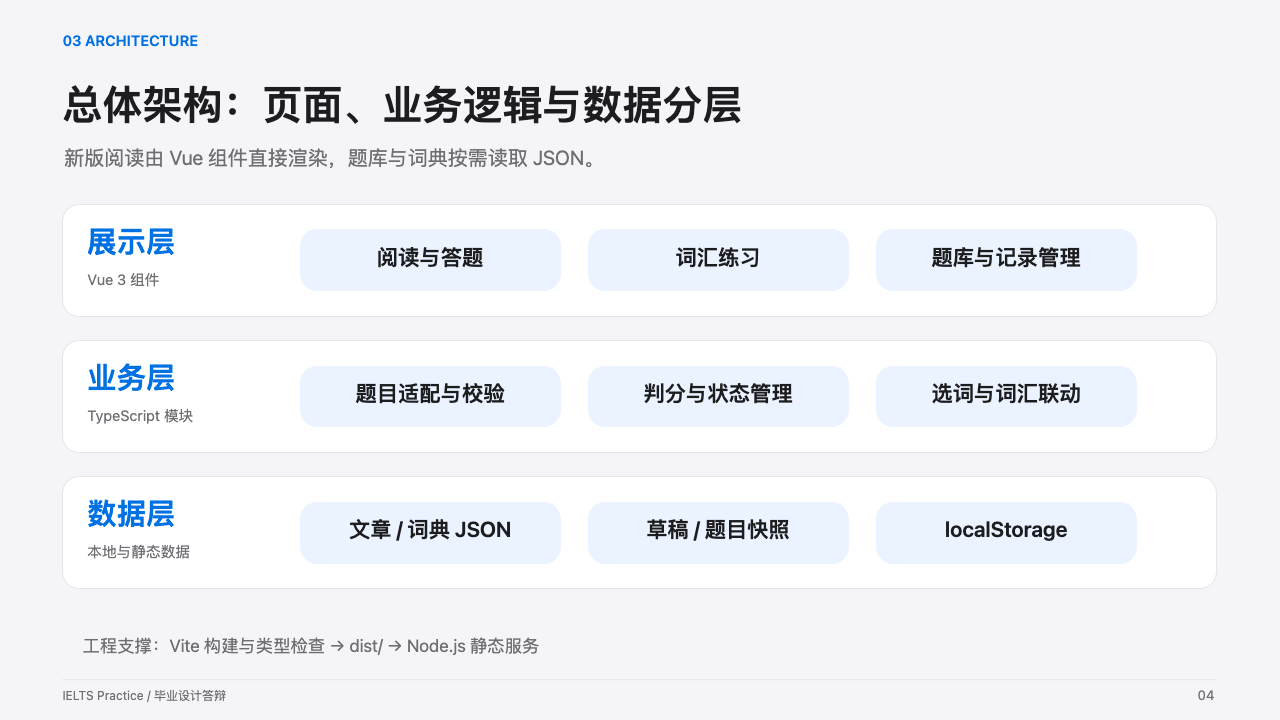 03 ARCHITECTURE
总体架构：页面、业务逻辑与数据分层
新版阅读由 Vue 组件直接渲染，题库与词典按需读取 JSON。
展示层
Vue 3 组件
阅读与答题
词汇练习
题库与记录管理
业务层
TypeScript 模块
题目适配与校验
判分与状态管理
选词与词汇联动
数据层
本地与静态数据
文章 / 词典 JSON
草稿 / 题目快照
localStorage
工程支撑：Vite 构建与类型检查 → dist/ → Node.js 静态服务
IELTS Practice / 毕业设计答辩
04